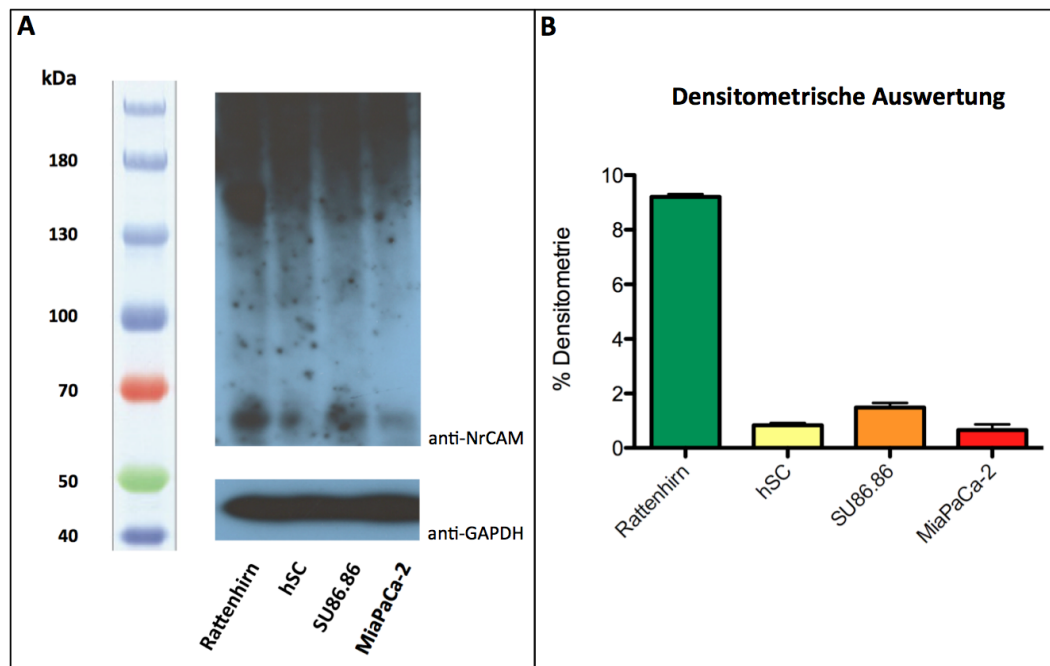 A
kDa
180
130
100
70
50
40
anti-NrCAM
anti-GAPDH
Rattenhirn
hSC
SU86.86
MiaPaCa-2
B
Densitometrische Auswertung
% Densitometrie
10
8
6
4
2
0
Rattenhirn
hSC
SU86.86
MiaPaCa-2